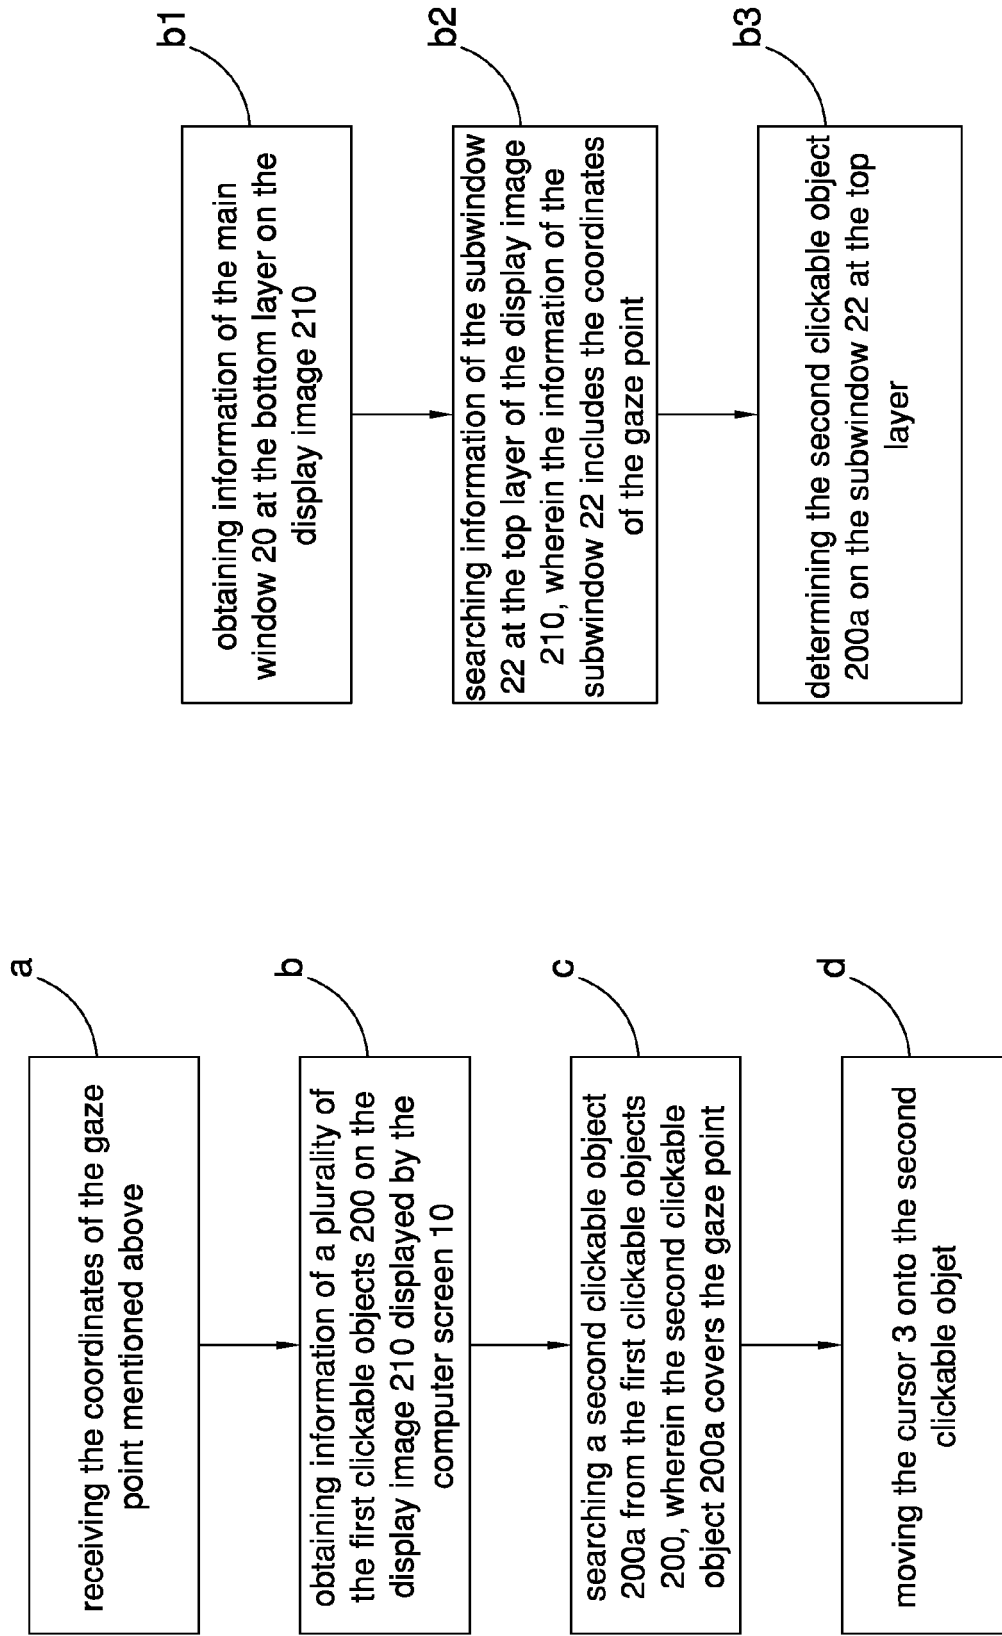 a
receiving the coordinates of the gaze
point mentioned above
b
obtaining information of a plurality of
the first clickable objects 200 on the
display image 210 displayed by the
computer screen 10
c
searching a second clickable object
200a from the first clickable objects
200, wherein the second clickable
object 200a covers the gaze point
d
moving the cursor 3 onto the second
clickable objet
b1
obtaining information of the main
window 20 at the bottom layer on the
display image 210
b2
searching information of the subwindow
22 at the top layer of the display image
210, wherein the information of the
subwindow 22 includes the coordinates
of the gaze point
b3
determining the second clickable object
200a on the subwindow 22 at the top
layer